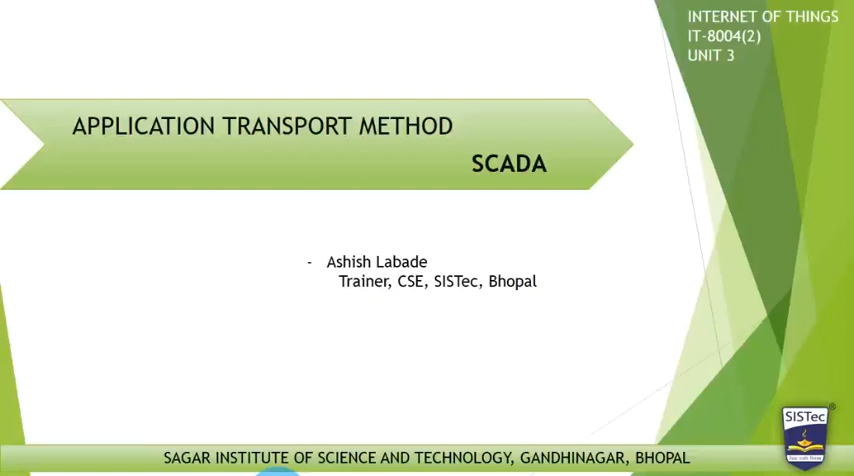 INTERNET OF THINGS
IT-8004(2)
UNIT 3
APPLICATION TRANSPORT METHOD
SCADA
- Ashish Labade
Trainer, CSE, SISTec, Bhopal
SISTec
®
SAGAR INSTITUTE OF SCIENCE AND TECHNOLOGY, GANDHINAGAR, BHOPAL